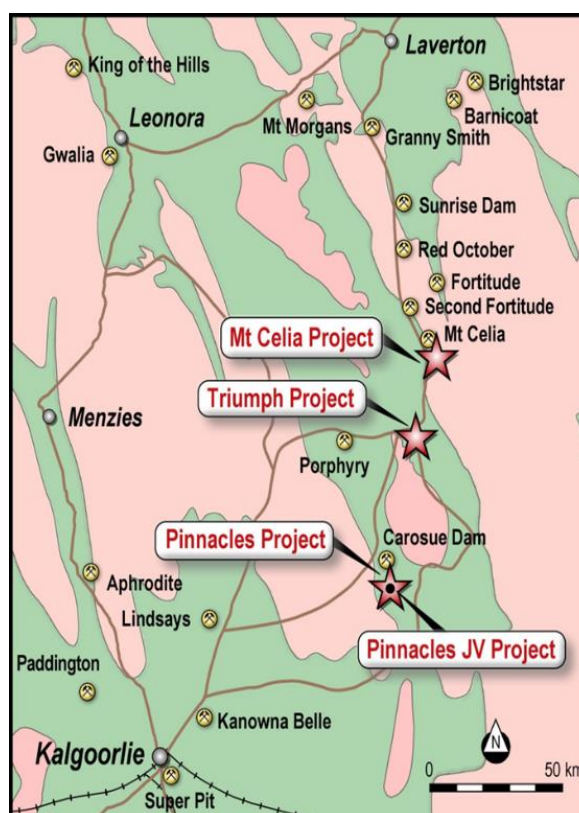 Laverton
King of the Hills
Brightstar
Leonora
Mt Morgans
Barnicoat
Granny Smith
Gwalia
Sunrise Dam
Red October
Fortitude
Second Fortitude
Mt Celia Project
Mt Celia
Triumph Project
Menzies
Porphyry
Pinnacles Project
Carosue Dam
Aphrodite
Lindsays
Pinnacles JV Project
Paddington
Kanowna Belle
N
Kalgoorlie
0 50 km
Super Pit